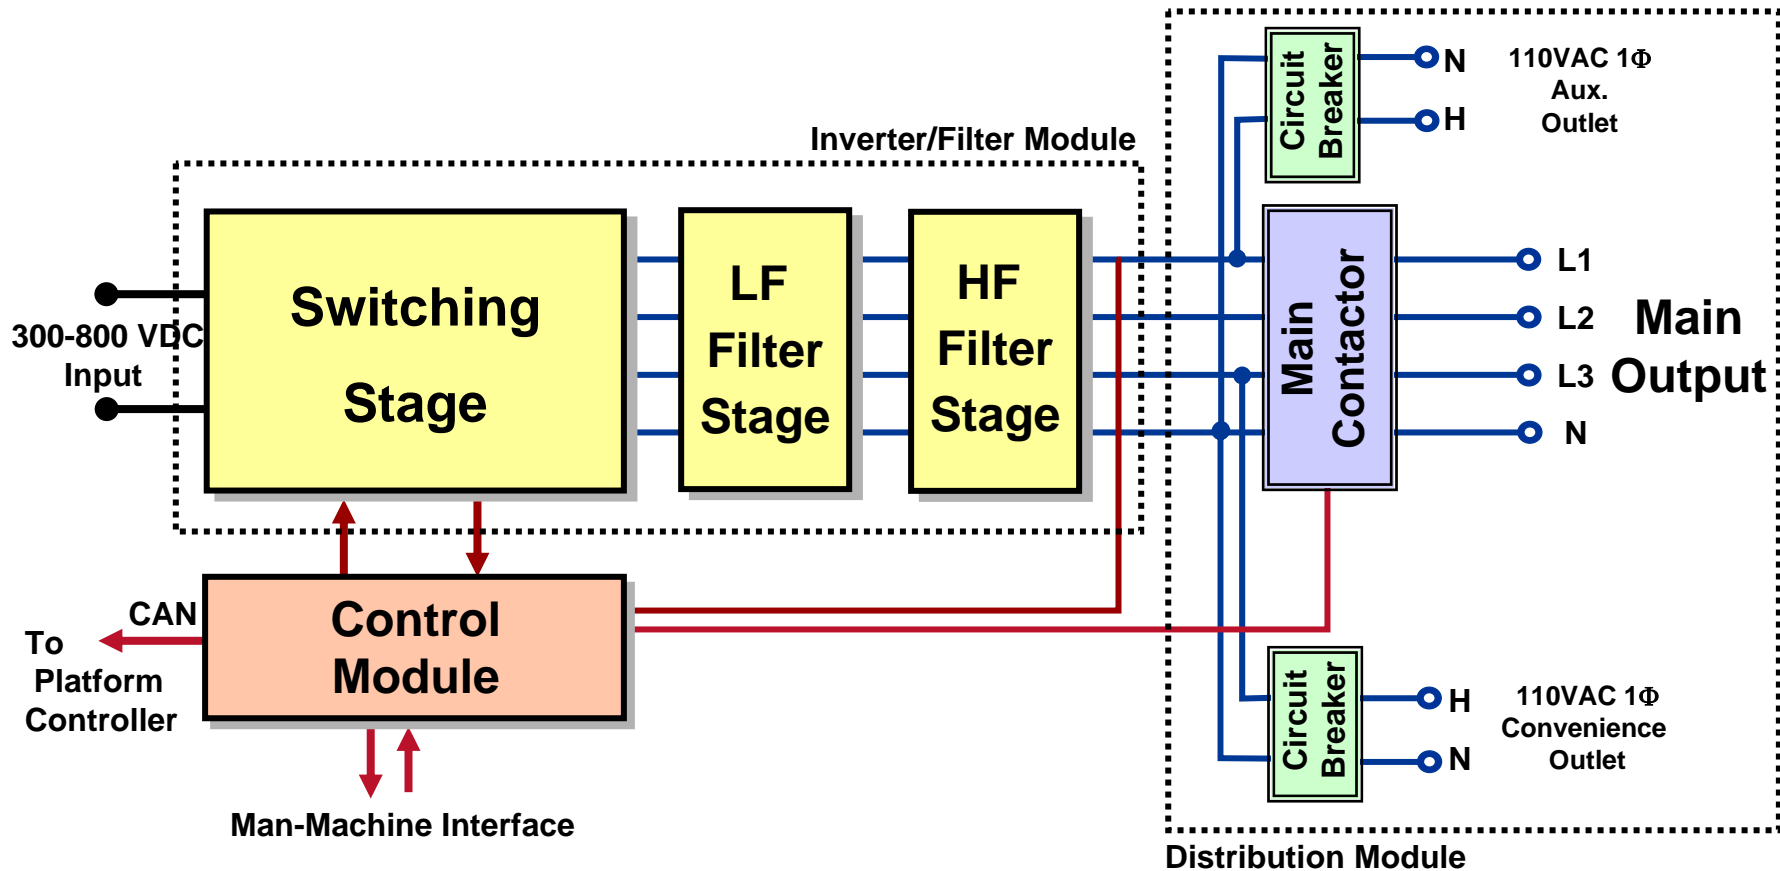 Inverter/Filter Module
300-800 VDC
Input
Switching
Stage
LF
Filter
Stage
HF
Filter
Stage
Circuit
Breaker
N
H
110VAC 1Φ
Aux.
Outlet
Main
Contactor
L1
L2
L3
N
Main
Output
CAN
To
Platform
Controller
Control
Module
Man-Machine Interface
Circuit
Breaker
H
N
110VAC 1Φ
Convenience
Outlet
Distribution Module